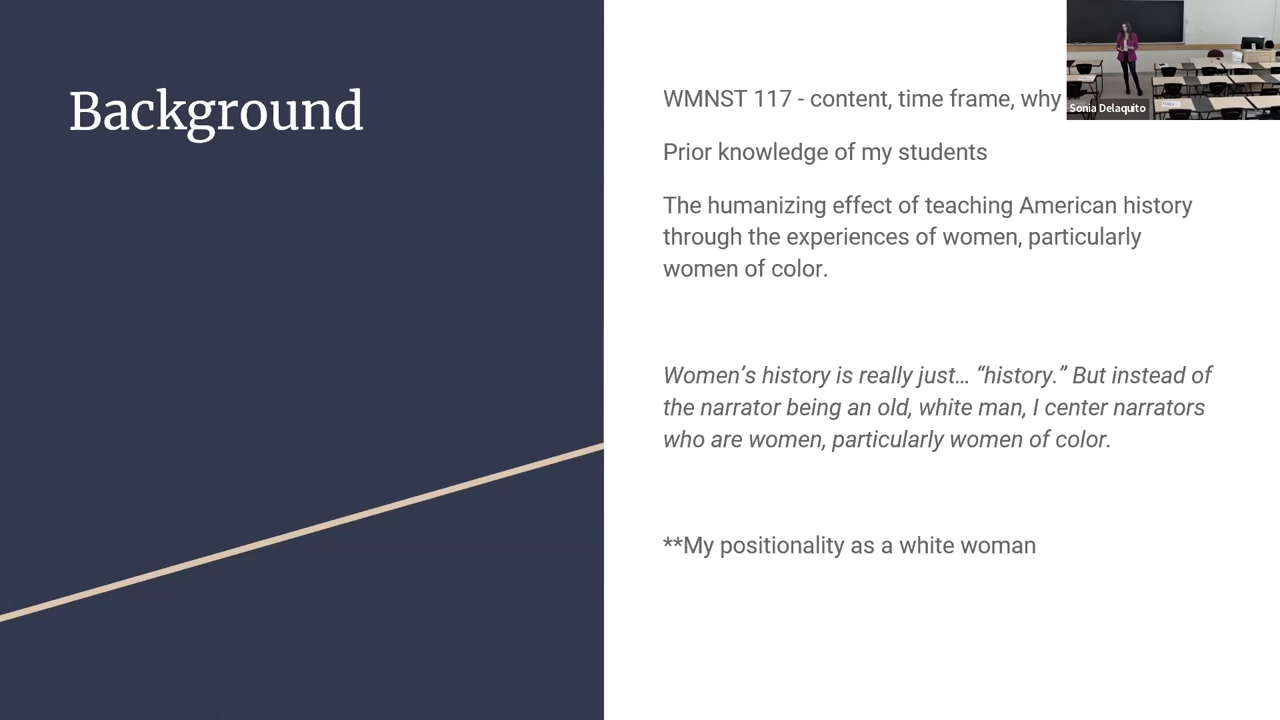 Background
WMNST 117 - content, time frame, why
Prior knowledge of my students
The humanizing effect of teaching American history
through the experiences of women, particularly
women of color.
Women’s history is really just… “history.” But instead of
the narrator being an old, white man, I center narrators
who are women, particularly women of color.
**My positionality as a white woman
Sonia Delaquito